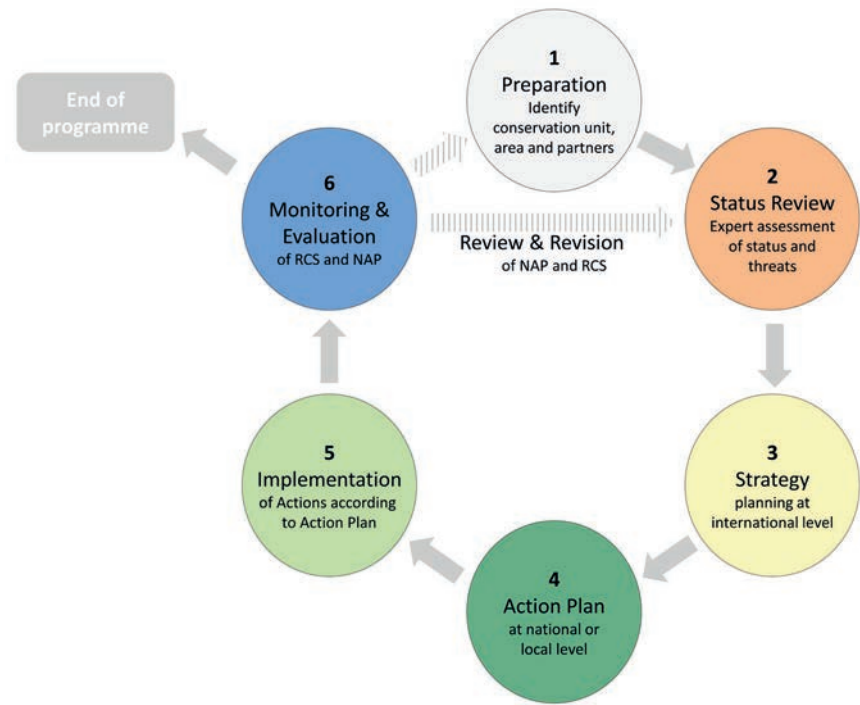 End of
programme
1
Preparation
Identify
conservation unit,
area and partners
2
Status Review
Expert assessment
of status and
threats
3
Strategy
planning at
international level
4
Action Plan
at national or
local level
5
Implementation
of Actions according
to Action Plan
6
Monitoring &
Evaluation
of RCS and NAP
Review & Revision
of NAP and RCS